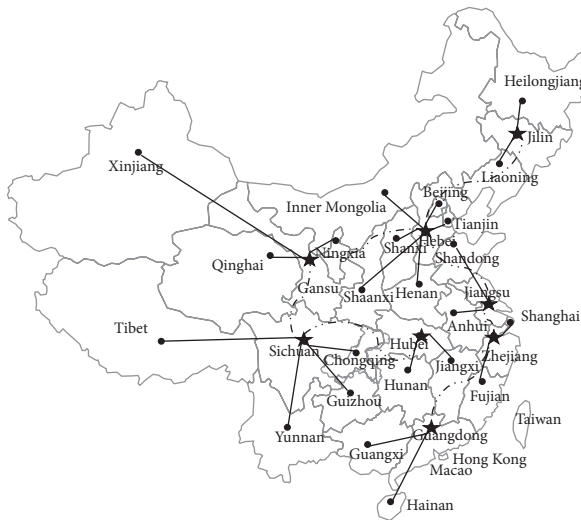 Heilongjiang
Jilin
Xinjiang
Liaoning
Beijing
Inner Mongolia
Tianjin
Hebei
Shanxi
Ningxia
Shandong
Qinghai
Gansu
Shaanxi
Henan
Jiangsu
Anhui
Shanghai
Tibet
Sichuan
Hubei
Zhejiang
Chongqing
Jiangxi
Hunan
Guizhou
Fujian
Taiwan
Yunnan
Guangdong
Guangxi
Hong Kong
Macao
Hainan